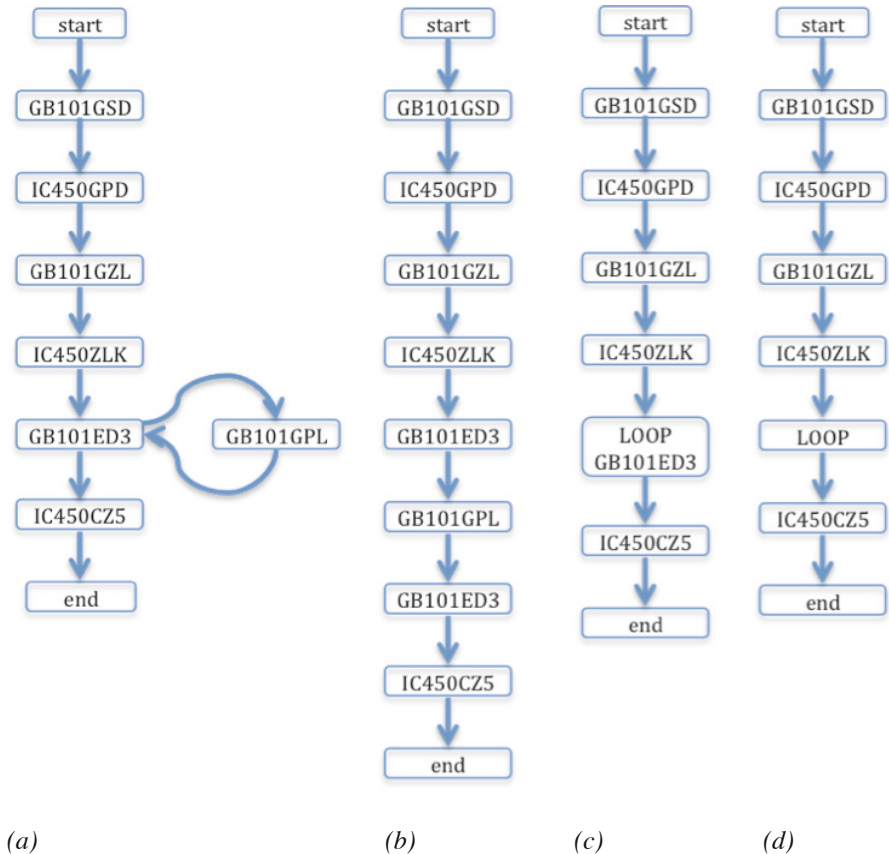 start
GB101GSD
IC450GPD
GB101GZL
IC450ZLK
GB101ED3
GB101GPL
IC450CZ5
end
(a)
start
GB101GSD
IC450GPD
GB101GZL
IC450ZLK
GB101ED3
GB101GPL
GB101ED3
IC450CZ5
end
(b)
start
GB101GSD
IC450GPD
GB101GZL
IC450ZLK
LOOP
GB101ED3
IC450CZ5
end
(c)
start
GB101GSD
IC450GPD
GB101GZL
IC450ZLK
LOOP
IC450CZ5
end
(d)